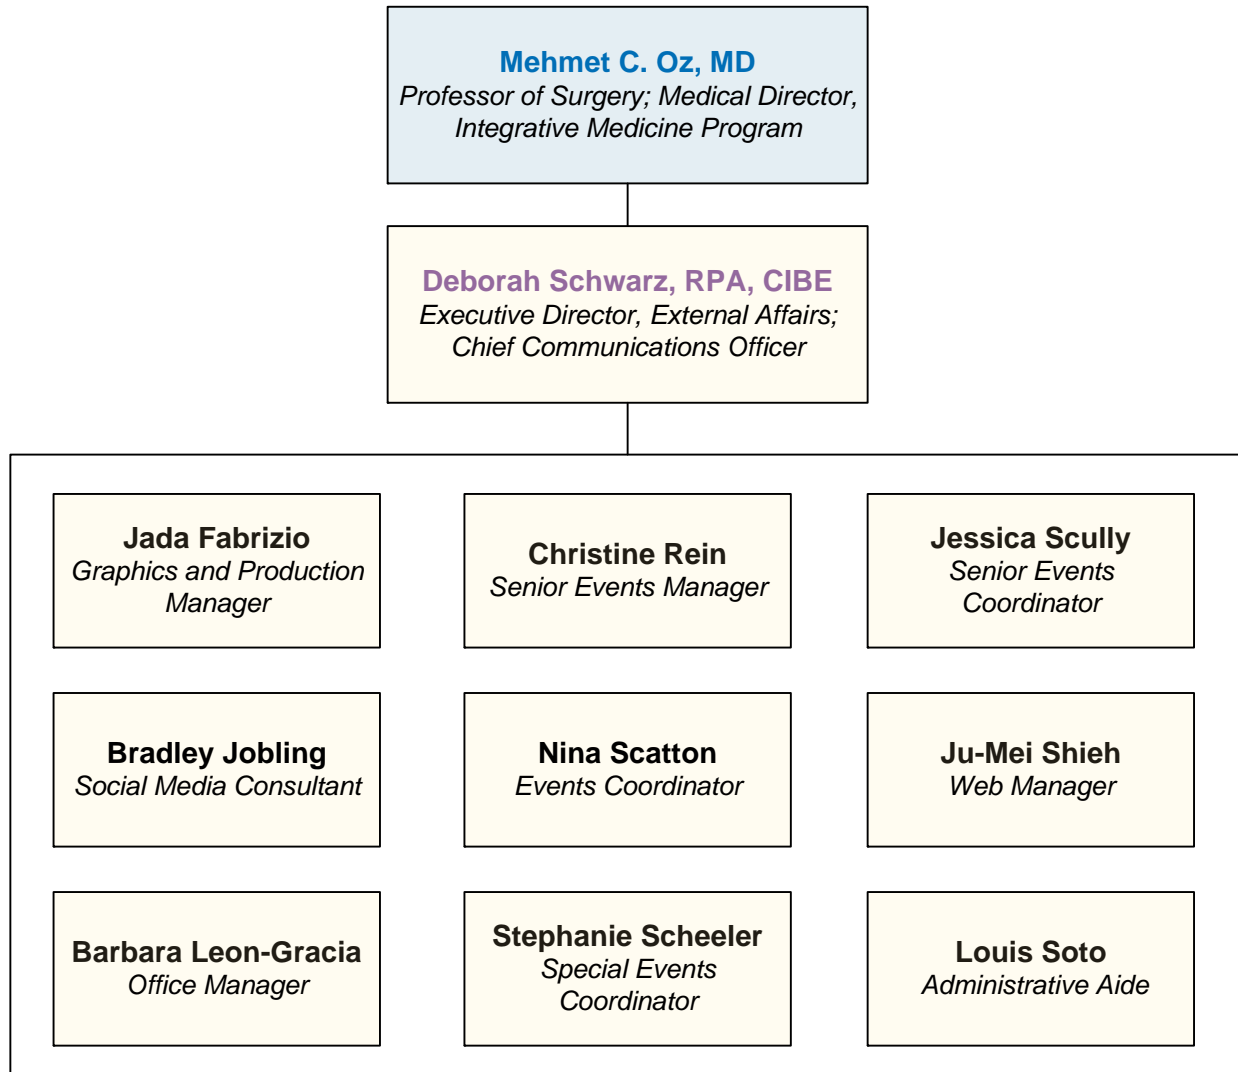 Mehmet C. Oz, MD
Professor of Surgery; Medical Director,
Integrative Medicine Program
Deborah Schwarz, RPA, CIBE
Executive Director, External Affairs;
Chief Communications Officer
Jada Fabrizio
Graphics and Production
Manager
Christine Rein
Senior Events Manager
Jessica Scully
Senior Events
Coordinator
Bradley Jobling
Social Media Consultant
Nina Scatton
Events Coordinator
Ju-Mei Shieh
Web Manager
Barbara Leon-Gracia
Office Manager
Stephanie Scheeler
Special Events
Coordinator
Louis Soto
Administrative Aide